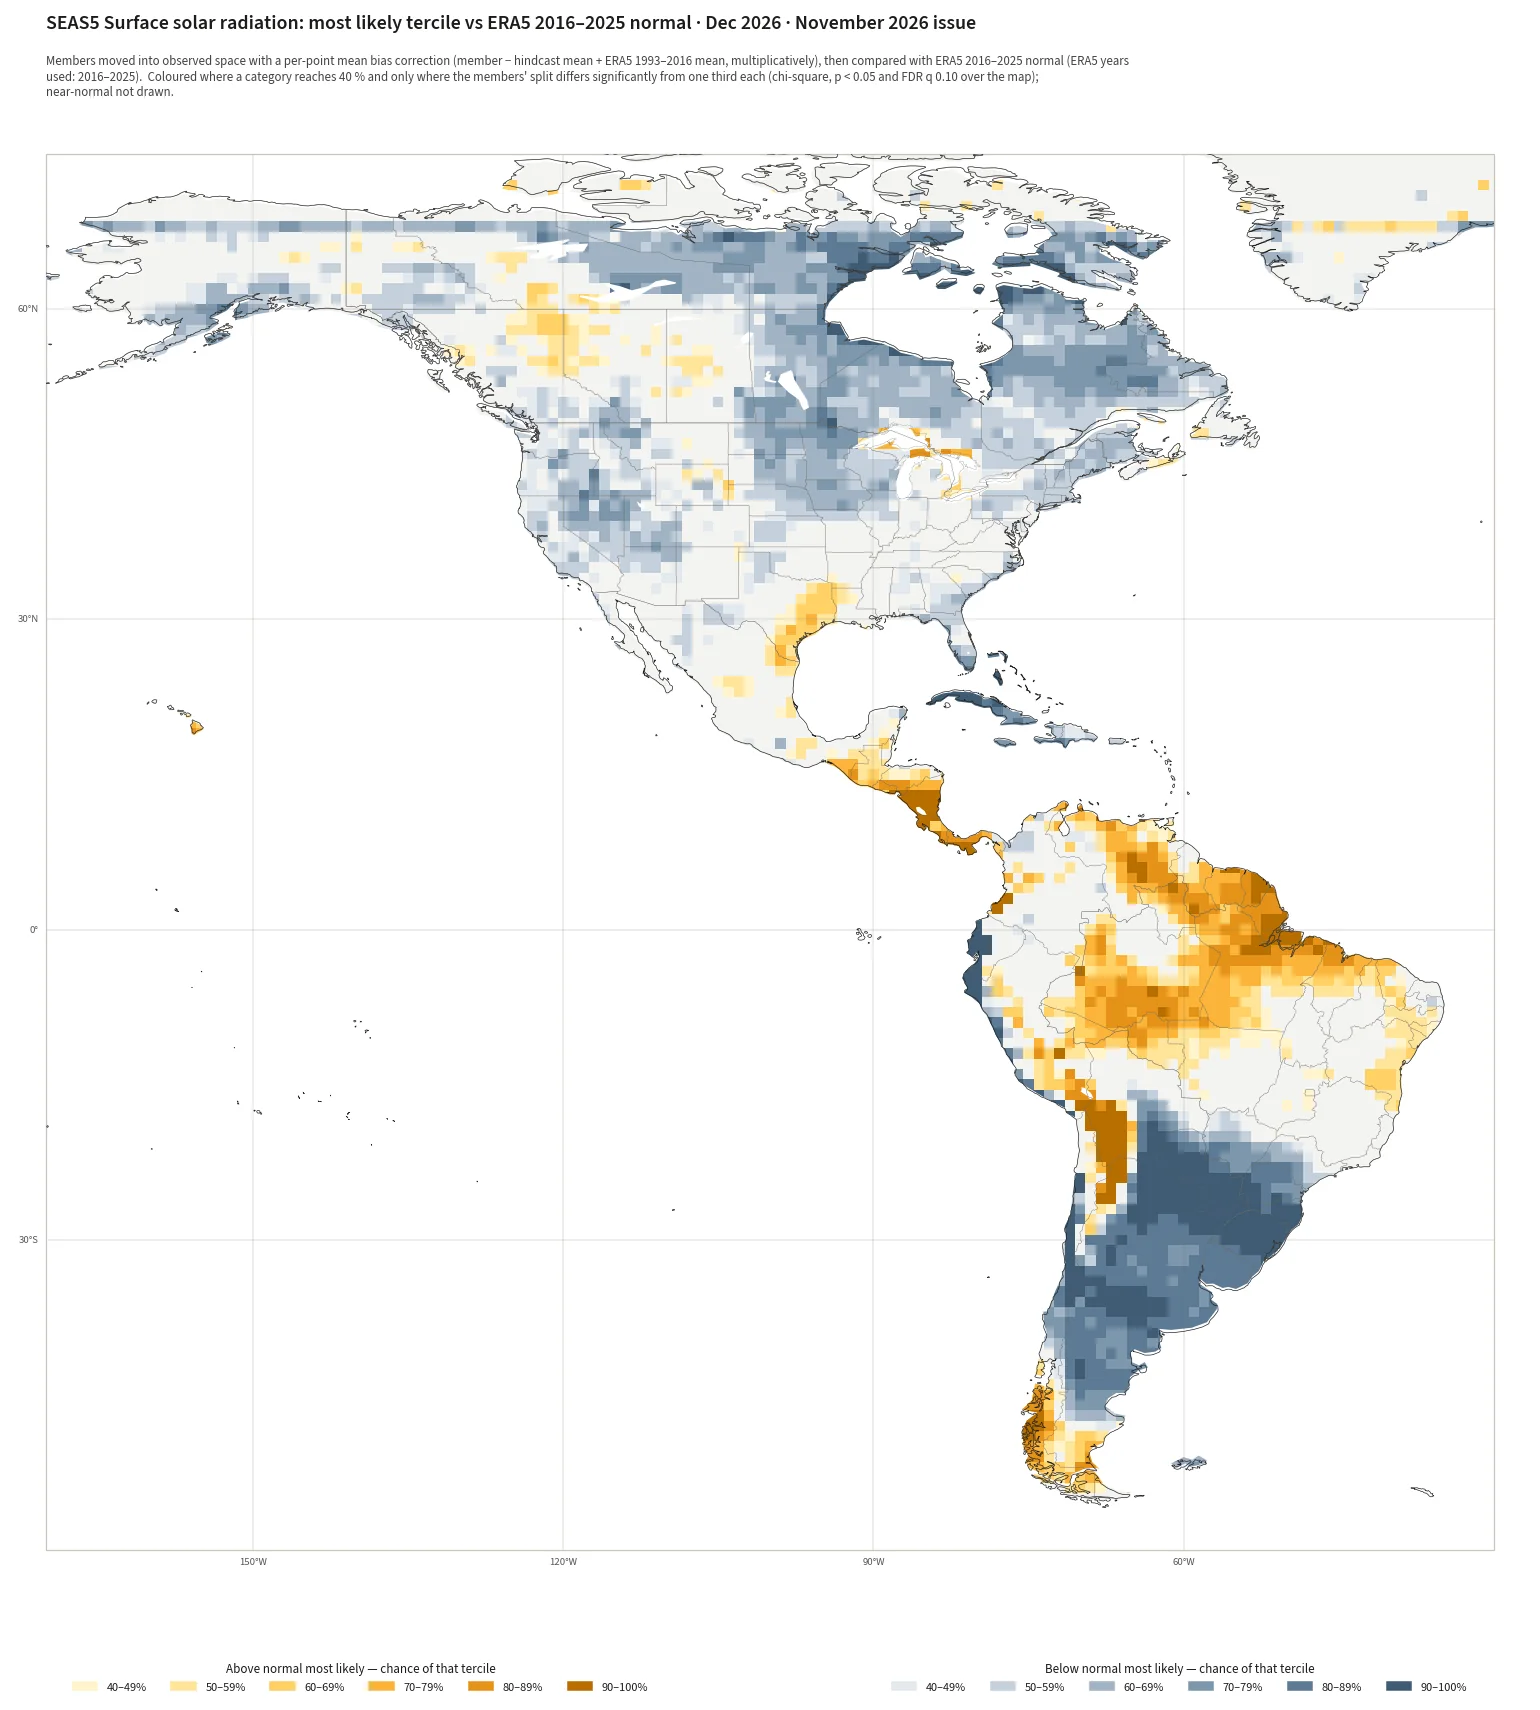 SEAS5 Surface solar radiation: most likely tercile vs ERA5 2016–2025 normal · Dec 2026 · November 2026 issue
Members moved into observed space with a per-point mean bias correction (member − hindcast mean + ERA5 1993–2016 mean, multiplicatively), then compared with ERA5 2016–2025 normal (ERA5 years
used: 2016–2025). Coloured where a category reaches 40 % and only where the members' split differs significantly from one third each (chi-square, p < 0.05 and FDR q 0.10 over the map);
near-normal not drawn.
60°N
30°N
0°
30°S
150°W 120°W 90°W 60°W
Above normal most likely — chance of that tercile
40–49% 50–59% 60–69% 70–79% 80–89% 90–100%
Below normal most likely — chance of that tercile
40–49% 50–59% 60–69% 70–79% 80–89% 90–100%